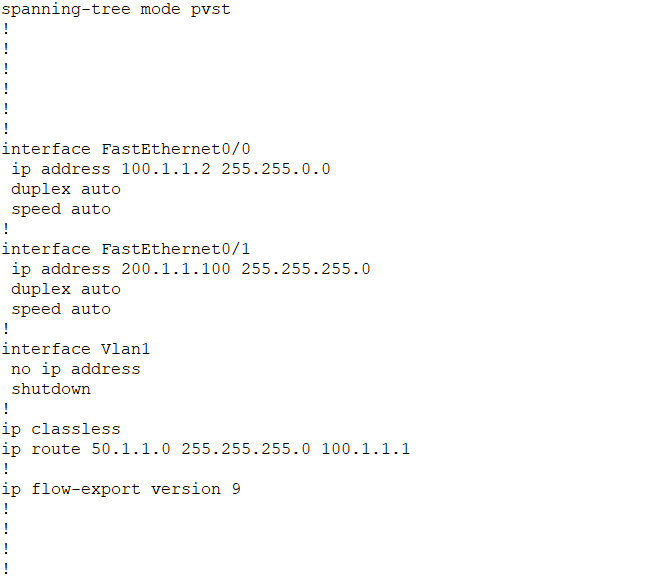 spanning-tree mode pvst
!
!
!
!
!
!
interface FastEthernet0/0
 ip address 100.1.1.2 255.255.0.0
 duplex auto
 speed auto
!
interface FastEthernet0/1
 ip address 200.1.1.100 255.255.255.0
 duplex auto
 speed auto
!
interface Vlan1
 no ip address
 shutdown
!
ip classless
ip route 50.1.1.0 255.255.255.0 100.1.1.1
!
ip flow-export version 9
!
!
!
!